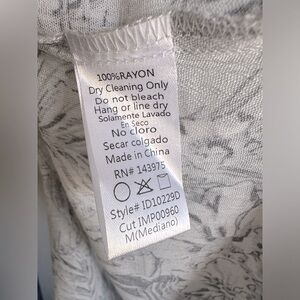 100%RAYON
Dry Cleaning Only
Do not bleach
Hang or line dry
Solamente Lavado
En Seco
No cloro
Secar colgado
Made in China
RN# 143975
Style# ID10229D
Cut IMP00960
M(Mediano)